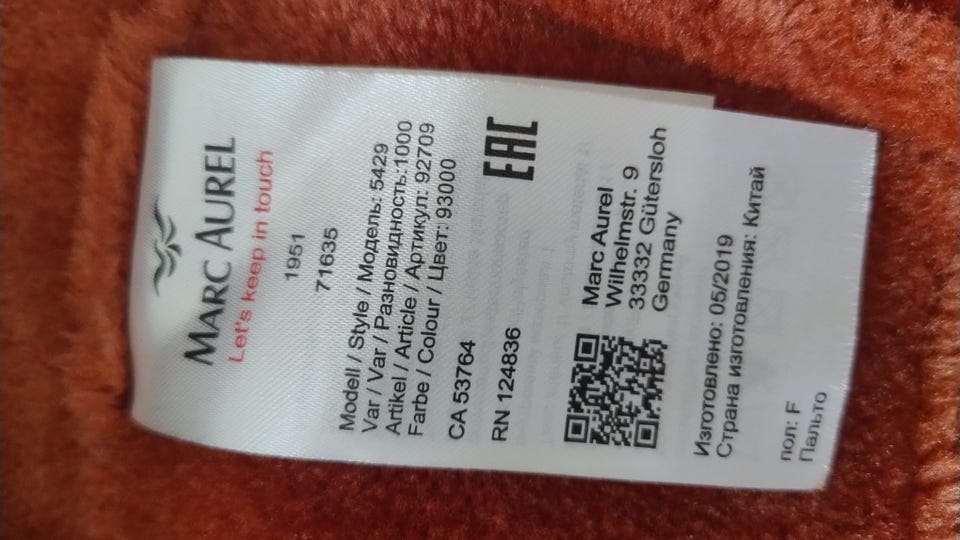 MARC AUREL
Let's keep in touch
1951
71635
Modell / Style / Модель: 5429
Var / Var / Разновидность:1000
Artikel / Article / Артикул: 92709
Farbe / Colour / Цвет: 93000
CA 53764
RN 124836
EAC
Marc Aurel
Wilhelmstr. 9
33332 Gütersloh
Germany
Изготовлено: 05/2019
Страна изготовления: Китай
пол: F
Пальто